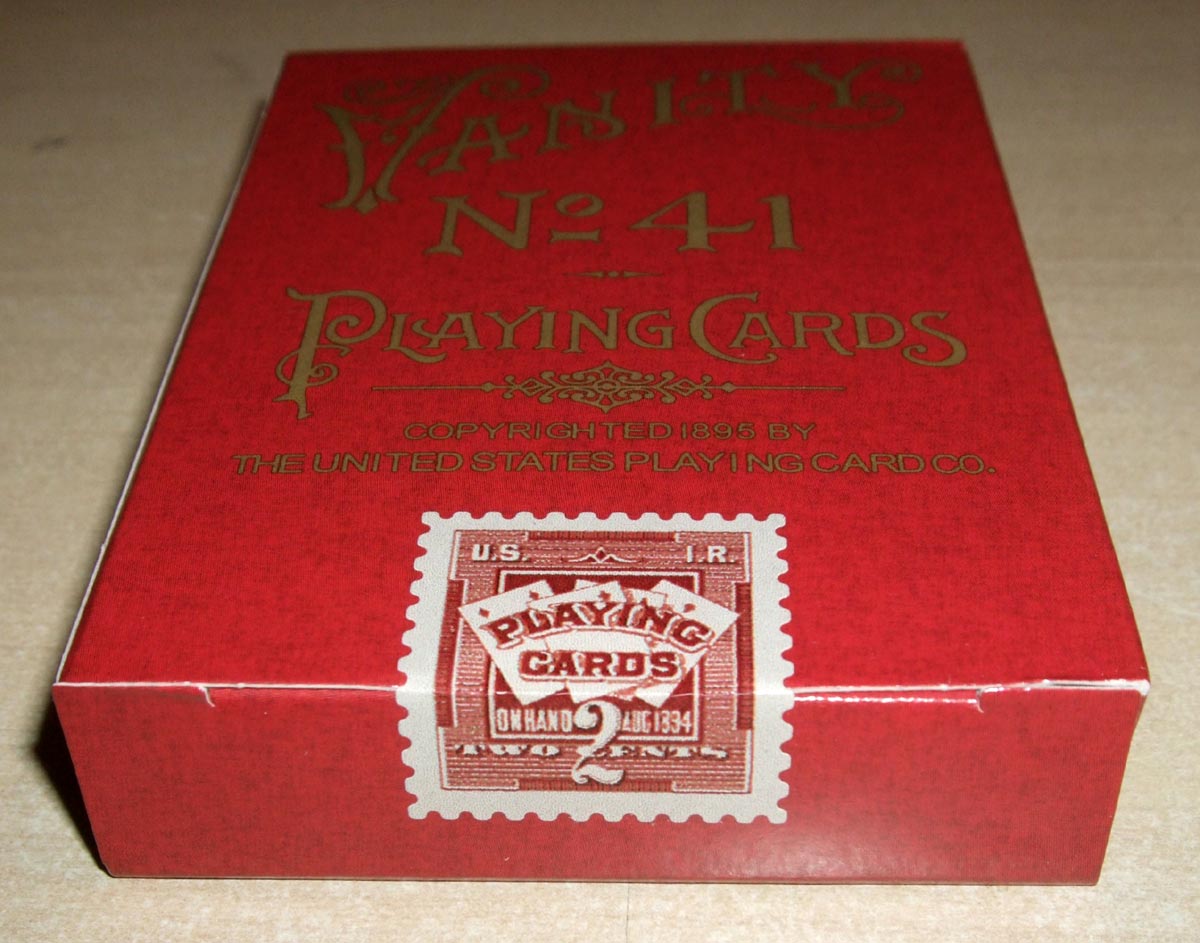 VANITY
No 41
PLAYING CARDS
COPYRIGHTED 1895 BY
THE UNITED STATES PLAYING CARD CO.
U.S. I.R.
PLAYING
CARDS
ON HAND 2 AUG 1894
TWO CENTS